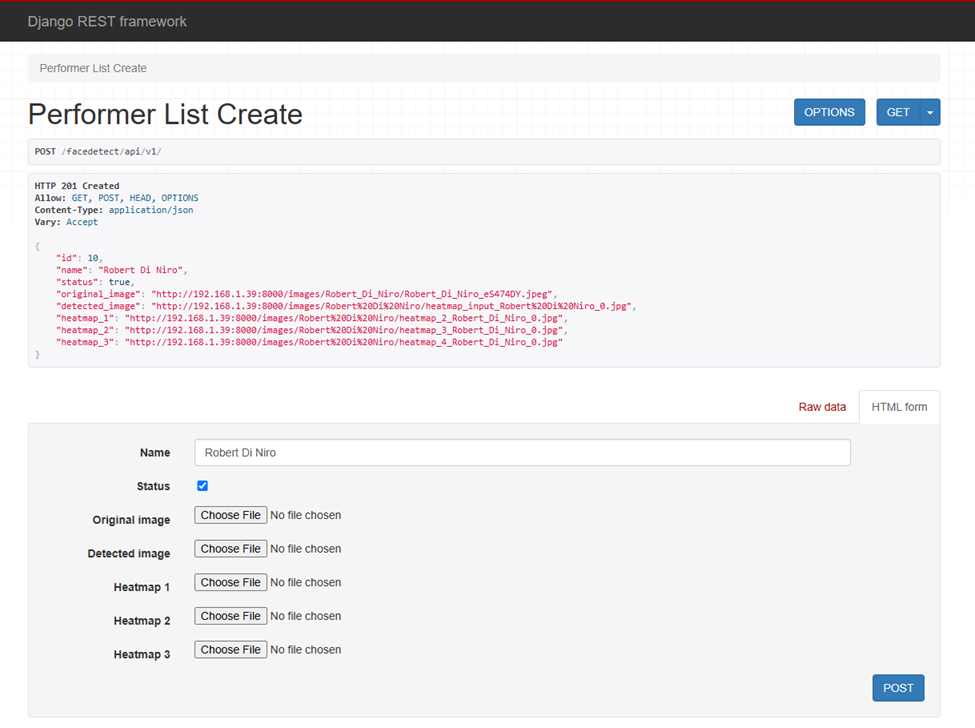 Django REST framework
Performer List Create
Performer List Create
OPTIONS
GET
POST /facedetect/api/v1/
HTTP 201 Created
Allow: GET, POST, HEAD, OPTIONS
Content-Type: application/json
Vary: Accept
{
"id": 10,
"name": "Robert Di Niro",
"status": true,
"original_image": "http://192.168.1.39:8000/images/Robert_Di_Niro/Robert_Di_Niro_eS474DY.jpeg",
"detected_image": "http://192.168.1.39:8000/images/Robert%20Di%20Niro/heatmap_input_Robert%20Di%20Niro_0.jpg",
"heatmap_1": "http://192.168.1.39:8000/images/Robert%20Di%20Niro/heatmap_2_Robert_Di_Niro_0.jpg",
"heatmap_2": "http://192.168.1.39:8000/images/Robert%20Di%20Niro/heatmap_3_Robert_Di_Niro_0.jpg",
"heatmap_3": "http://192.168.1.39:8000/images/Robert%20Di%20Niro/heatmap_4_Robert_Di_Niro_0.jpg"
}
Raw data
HTML form
Name Robert Di Niro
Status
Original image Choose File No file chosen
Detected image Choose File No file chosen
Heatmap 1 Choose File No file chosen
Heatmap 2 Choose File No file chosen
Heatmap 3 Choose File No file chosen
POST